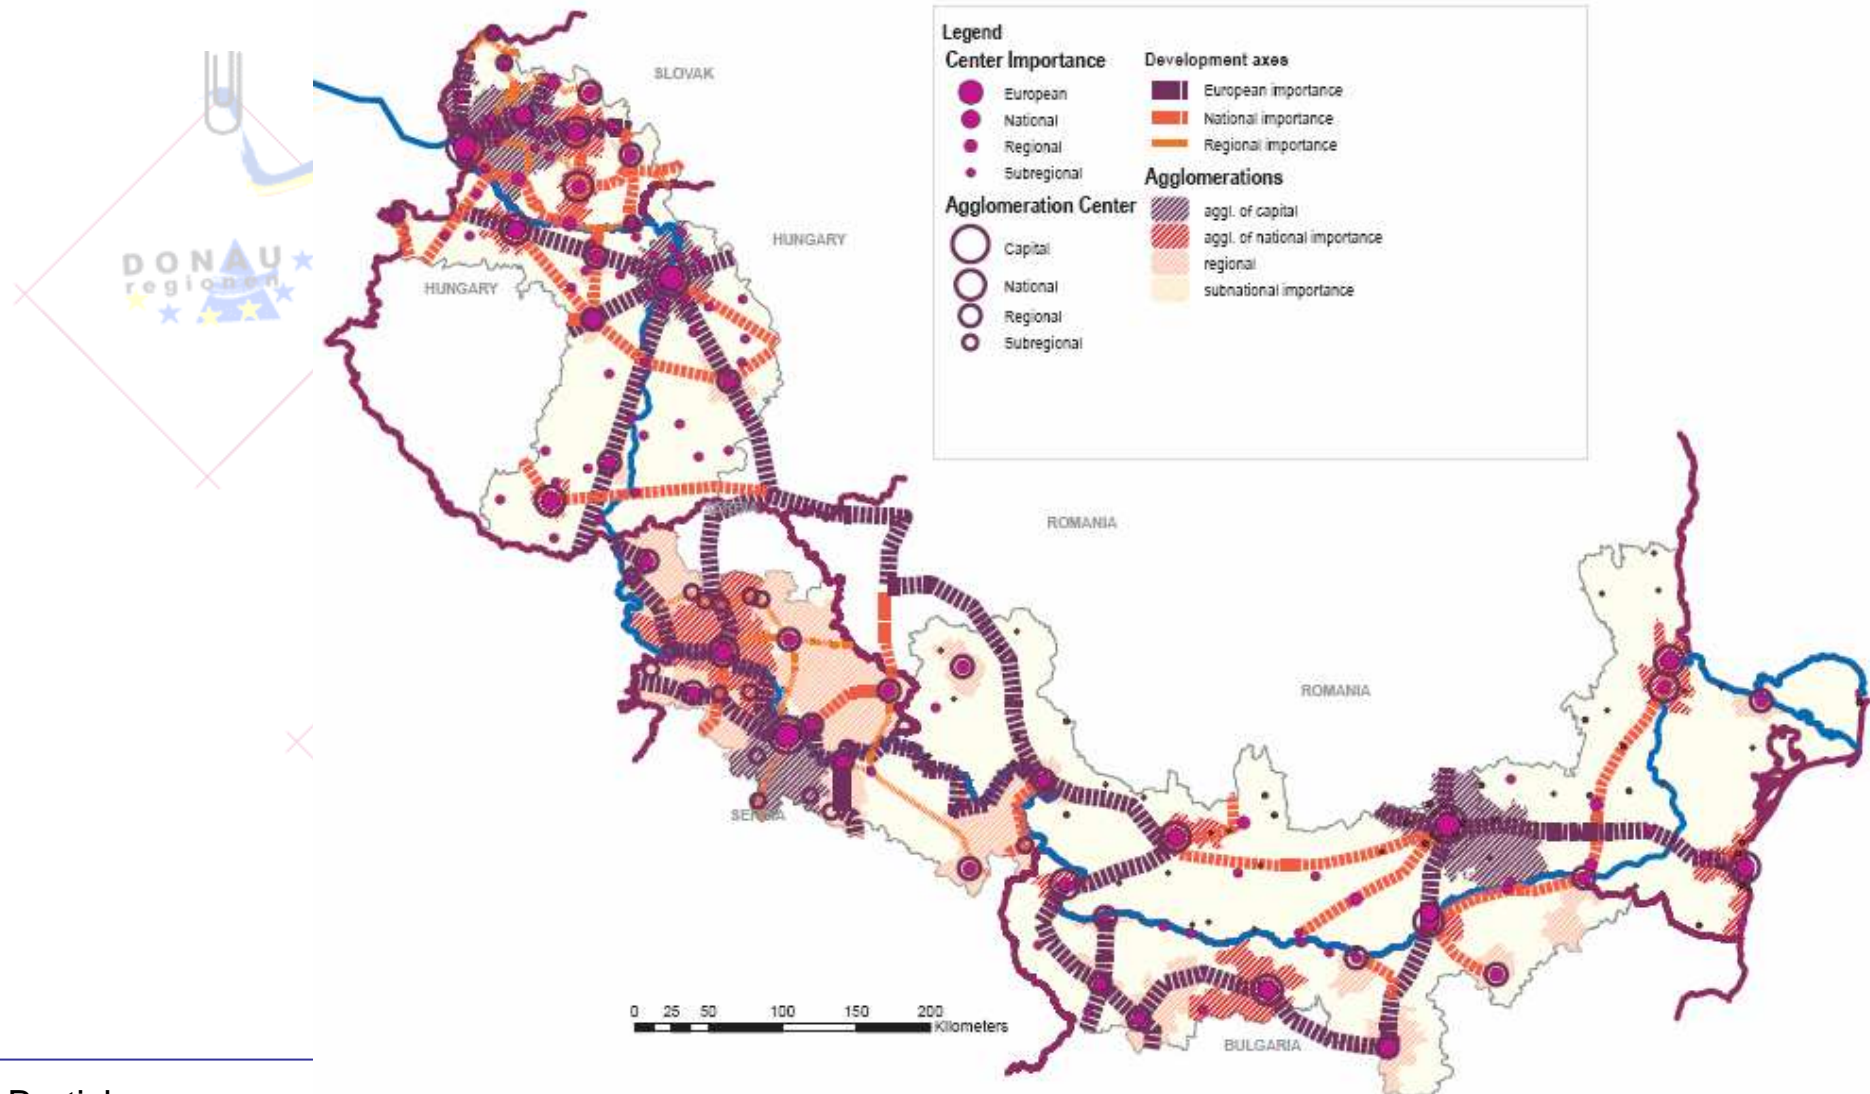 DONAU
regionen
SLOVAK
HUNGARY
HUNGARY
ROMANIA
ROMANIA
SERBIA
BULGARIA
Legend
Center Importance
European
National
Regional
Subregional
Agglomeration Center
Capital
National
Regional
Subregional
Development axes
European importance
National importance
Regional importance
Agglomerations
aggl. of capital
aggl. of national importance
regional
subnational importance
0 25 50 100 150 200
Kilometers